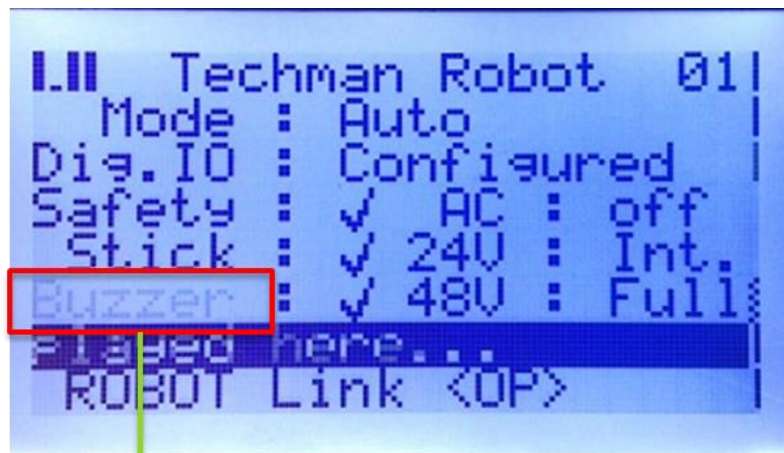 Techman Robot 01
Mode : Auto
Dig.IO : Configured
Safety : ✓ AC : off
Stick : ✓ 24V : Int.
Buzzer : ✓ 48V : Full
here...
ROBOT Link <OP>